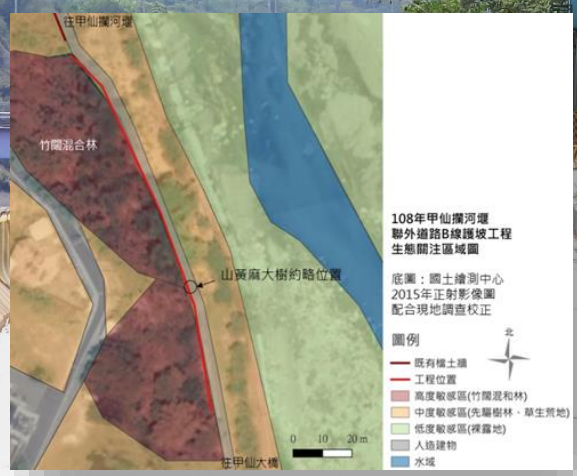 往甲仙攔河堰
竹闊混合林
山黃麻大樹約略位置
往甲仙大橋
0 10 20 m
108年甲仙攔河堰
聯外道路B線護坡工程
生態關注區域圖
底圖：國土繪測中心
2015年正射影像圖
配合現地調查校正
圖例
北
既有檔土牆
工程位置
高度敏感區(竹闊混和林)
中度敏感區(先驅樹林、草生荒地)
低度敏感區(裸露地)
人造建物
水域